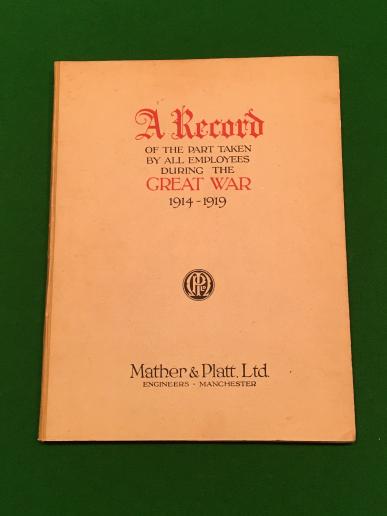 A Record
OF THE PART TAKEN
BY ALL EMPLOYEES
DURING THE
GREAT WAR
1914-1919
Mather & Platt. Ltd.
ENGINEERS - MANCHESTER